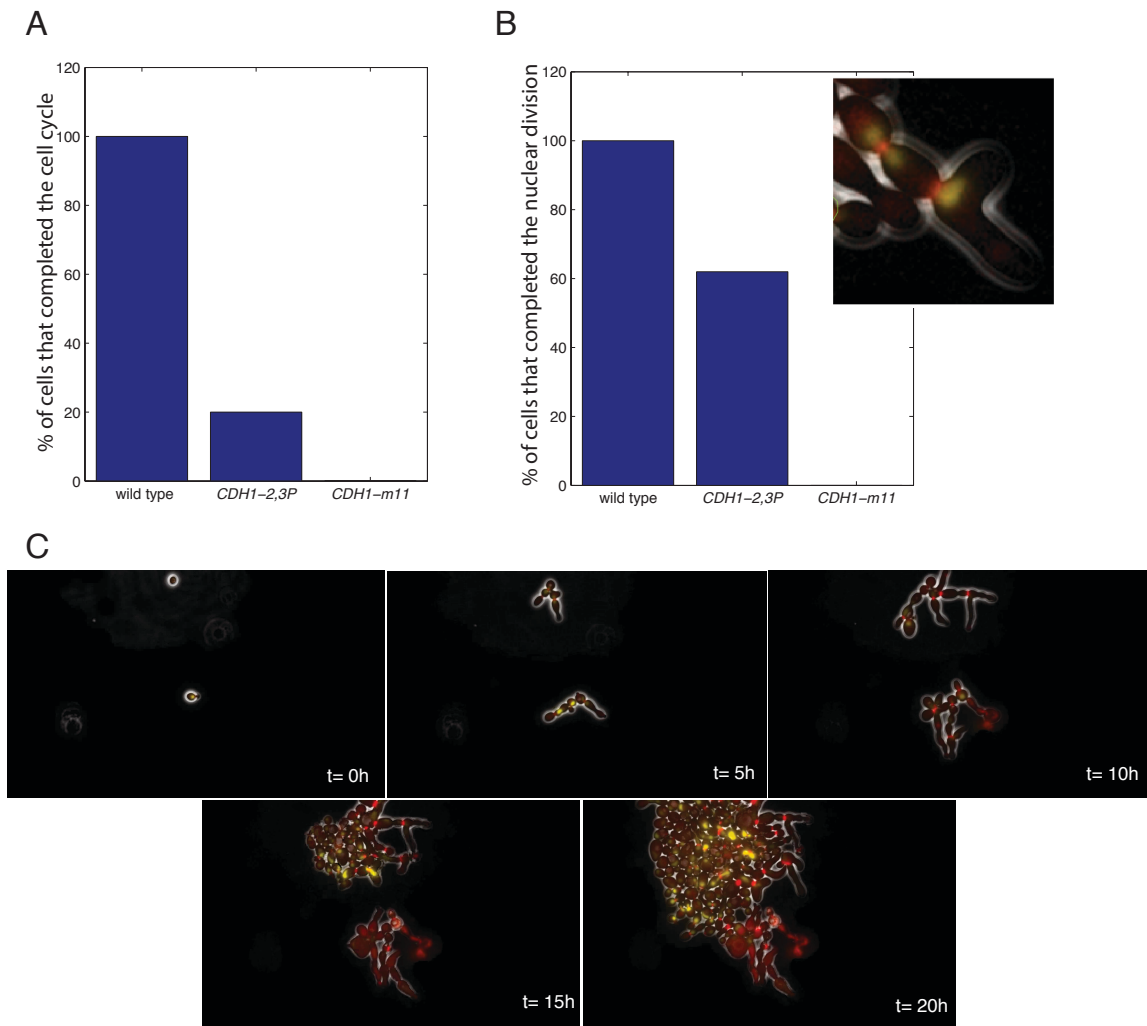 A
% of cells that completed the cell cycle
120
100
80
60
40
20
0
wild type
CDH1-2,3P
CDH1-m11
B
% of cells that completed the nuclear division
120
100
80
60
40
20
0
wild type
CDH1-2,3P
CDH1-m11
C
t= 0h
t= 5h
t= 10h
t= 15h
t= 20h